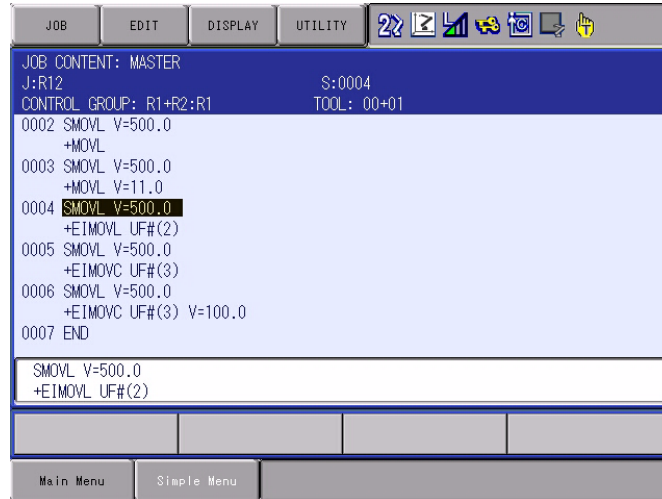 JOB EDIT DISPLAY UTILITY
JOB CONTENT: MASTER
J:R12 S:0004
CONTROL GROUP: R1+R2:R1 TOOL: 00+01
0002 SMOVL V=500.0
+MOVL
0003 SMOVL V=500.0
+MOVL V=11.0
0004 SMOVL V=500.0
+EIMOVL UF#(2)
0005 SMOVL V=500.0
+EIMOVC UF#(3)
0006 SMOVL V=500.0
+EIMOVC UF#(3) V=100.0
0007 END
SMOVL V=500.0
+EIMOVL UF#(2)
Main Menu Simple Menu